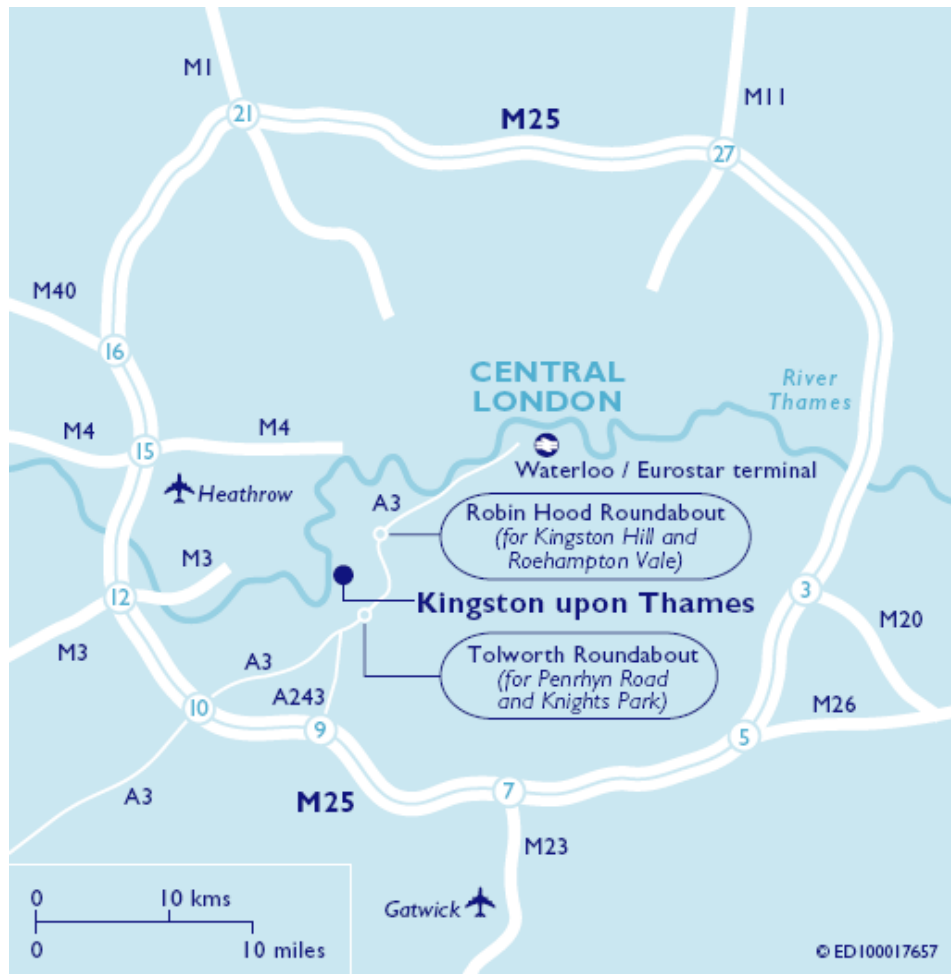 M1
M11
21
M25
27
M40
16
CENTRAL
LONDON
River
Thames
M4
M4
15
Waterloo / Eurostar terminal
Heathrow
A3
Robin Hood Roundabout
(for Kingston Hill and
Roehampton Vale)
M3
12
3
Kingston upon Thames
M20
M3
A3
Tolworth Roundabout
(for Penrhyn Road
and Knights Park)
A243
M26
10
9
5
A3
M25
7
M23
0
10 kms
Gatwick
0
10 miles
© ED100017657